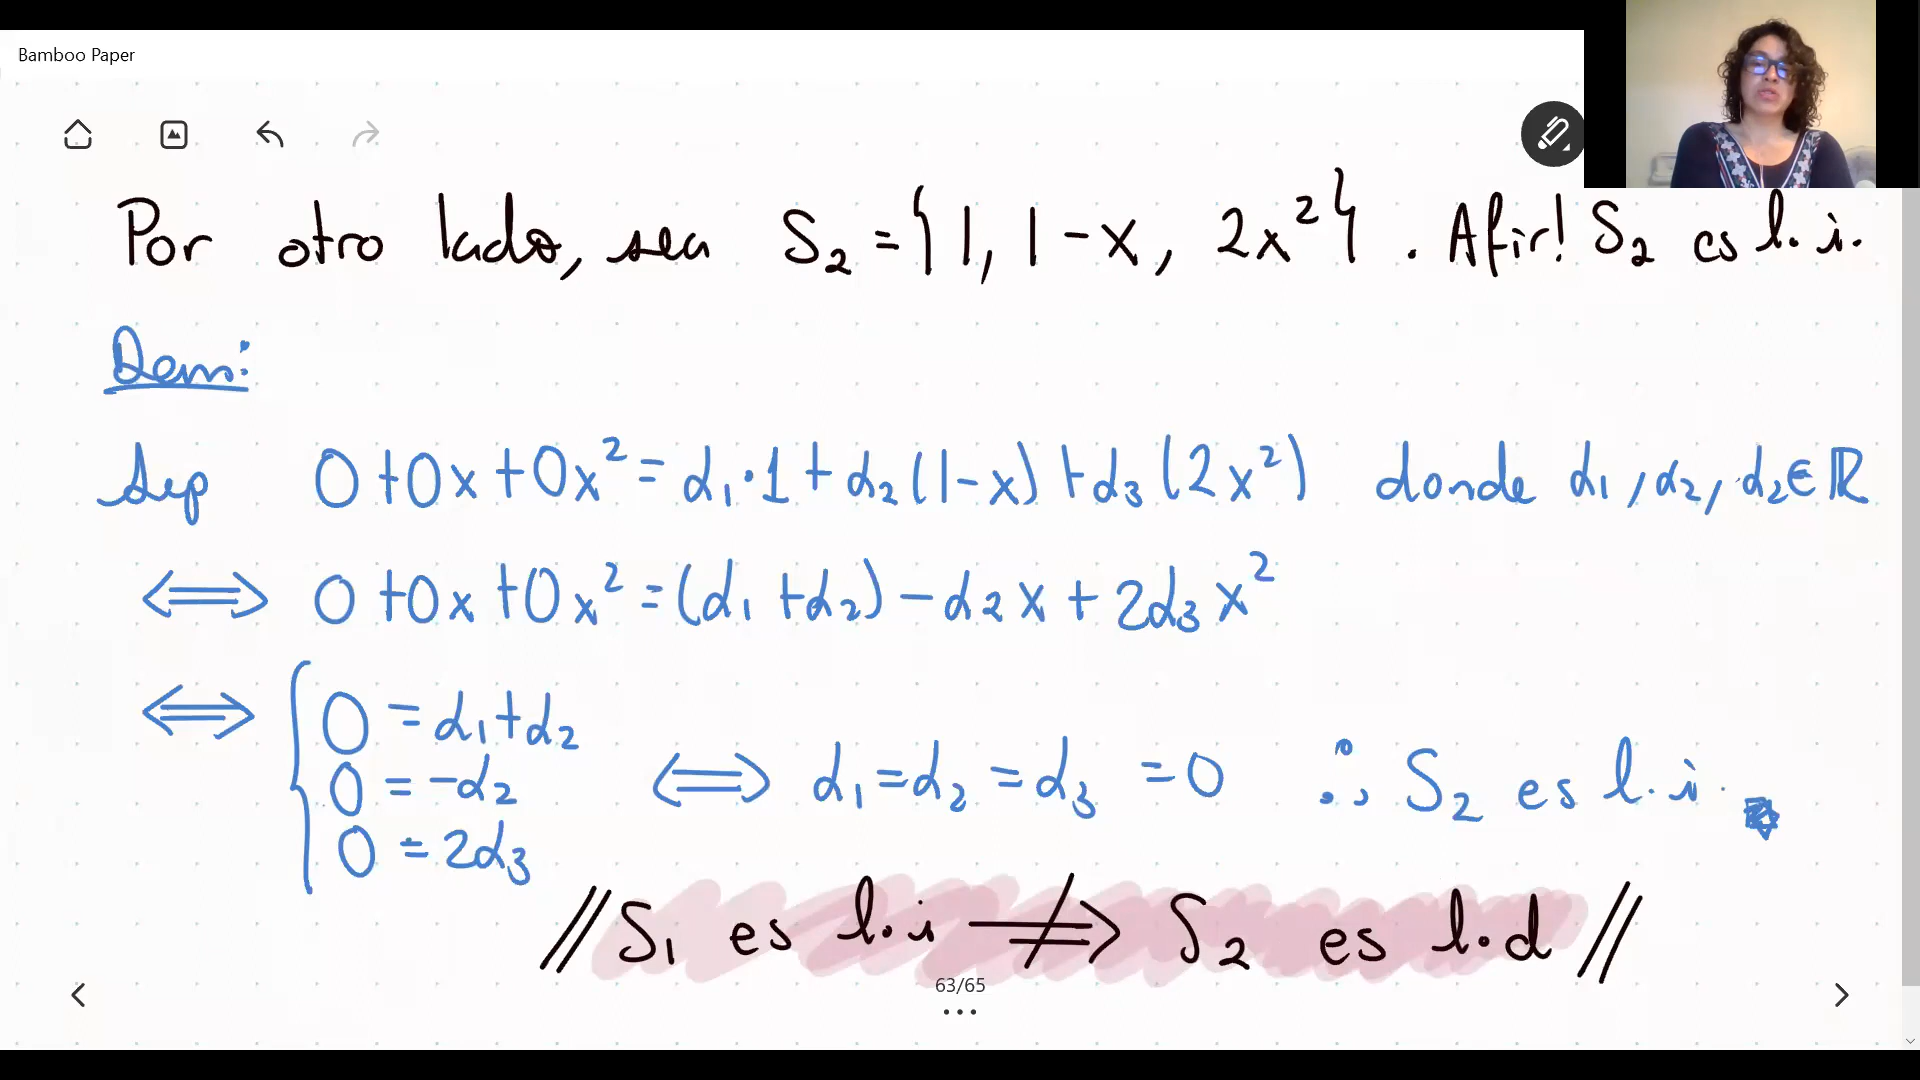 Bamboo Paper
Por otro lado, sea S₂ = {1, 1-x, 2x²}. Afir! S₂ es l.i.
Dem:
Sup 0+0x+0x² = α₁·1 + α₂(1-x) + α₃(2x²) donde α₁, α₂, α₂ ∈ ℝ
⟺ 0+0x+0x² = (α₁+α₂) - α₂x + 2α₃x²
⟺ { 0 = α₁+α₂
0 = -α₂
0 = 2α₃
⟺ α₁ = α₂ = α₃ = 0 ∴ S₂ es l.i.
// S₁ es l.i ⇏ S₂ es l.d //
63/65